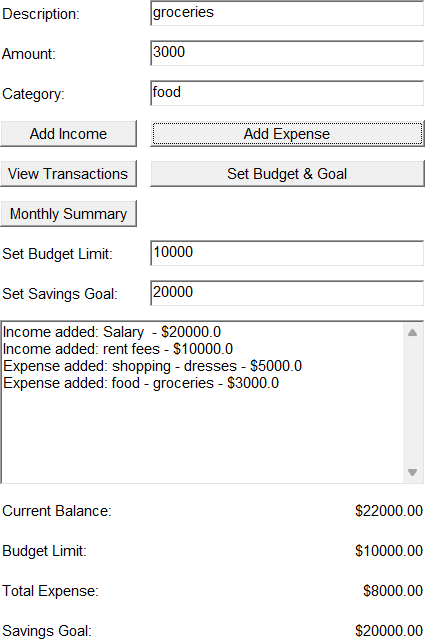 Description: groceries
Amount: 3000
Category: food
Add Income Add Expense
View Transactions Set Budget & Goal
Monthly Summary
Set Budget Limit: 10000
Set Savings Goal: 20000
Income added: Salary  - $20000.0
Income added: rent fees - $10000.0
Expense added: shopping - dresses - $5000.0
Expense added: food - groceries - $3000.0
Current Balance: $22000.00
Budget Limit: $10000.00
Total Expense: $8000.00
Savings Goal: $20000.00